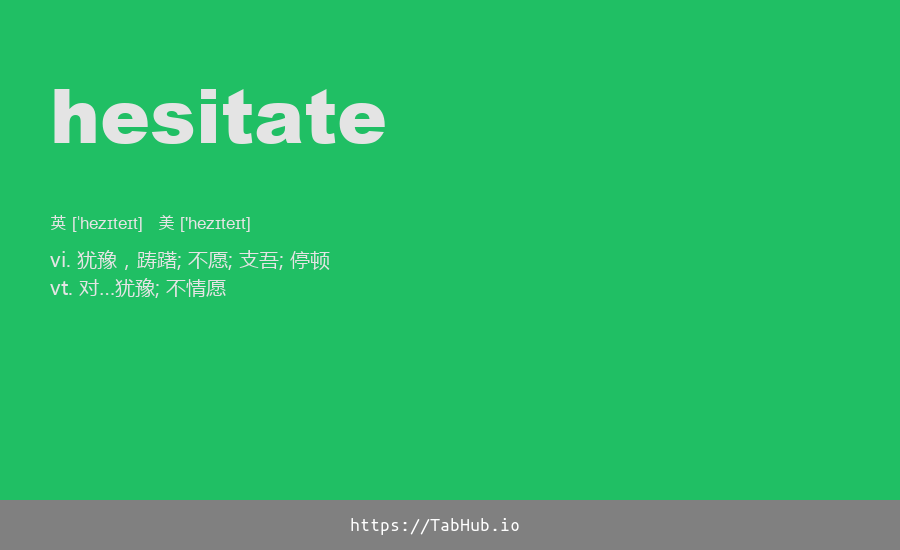 hesitate
英 [ˈhezɪteɪt] 美 ['hezɪteɪt]
vi. 犹豫，踌躇; 不愿; 支吾; 停顿
vt. 对…犹豫; 不情愿
https://TabHub.io